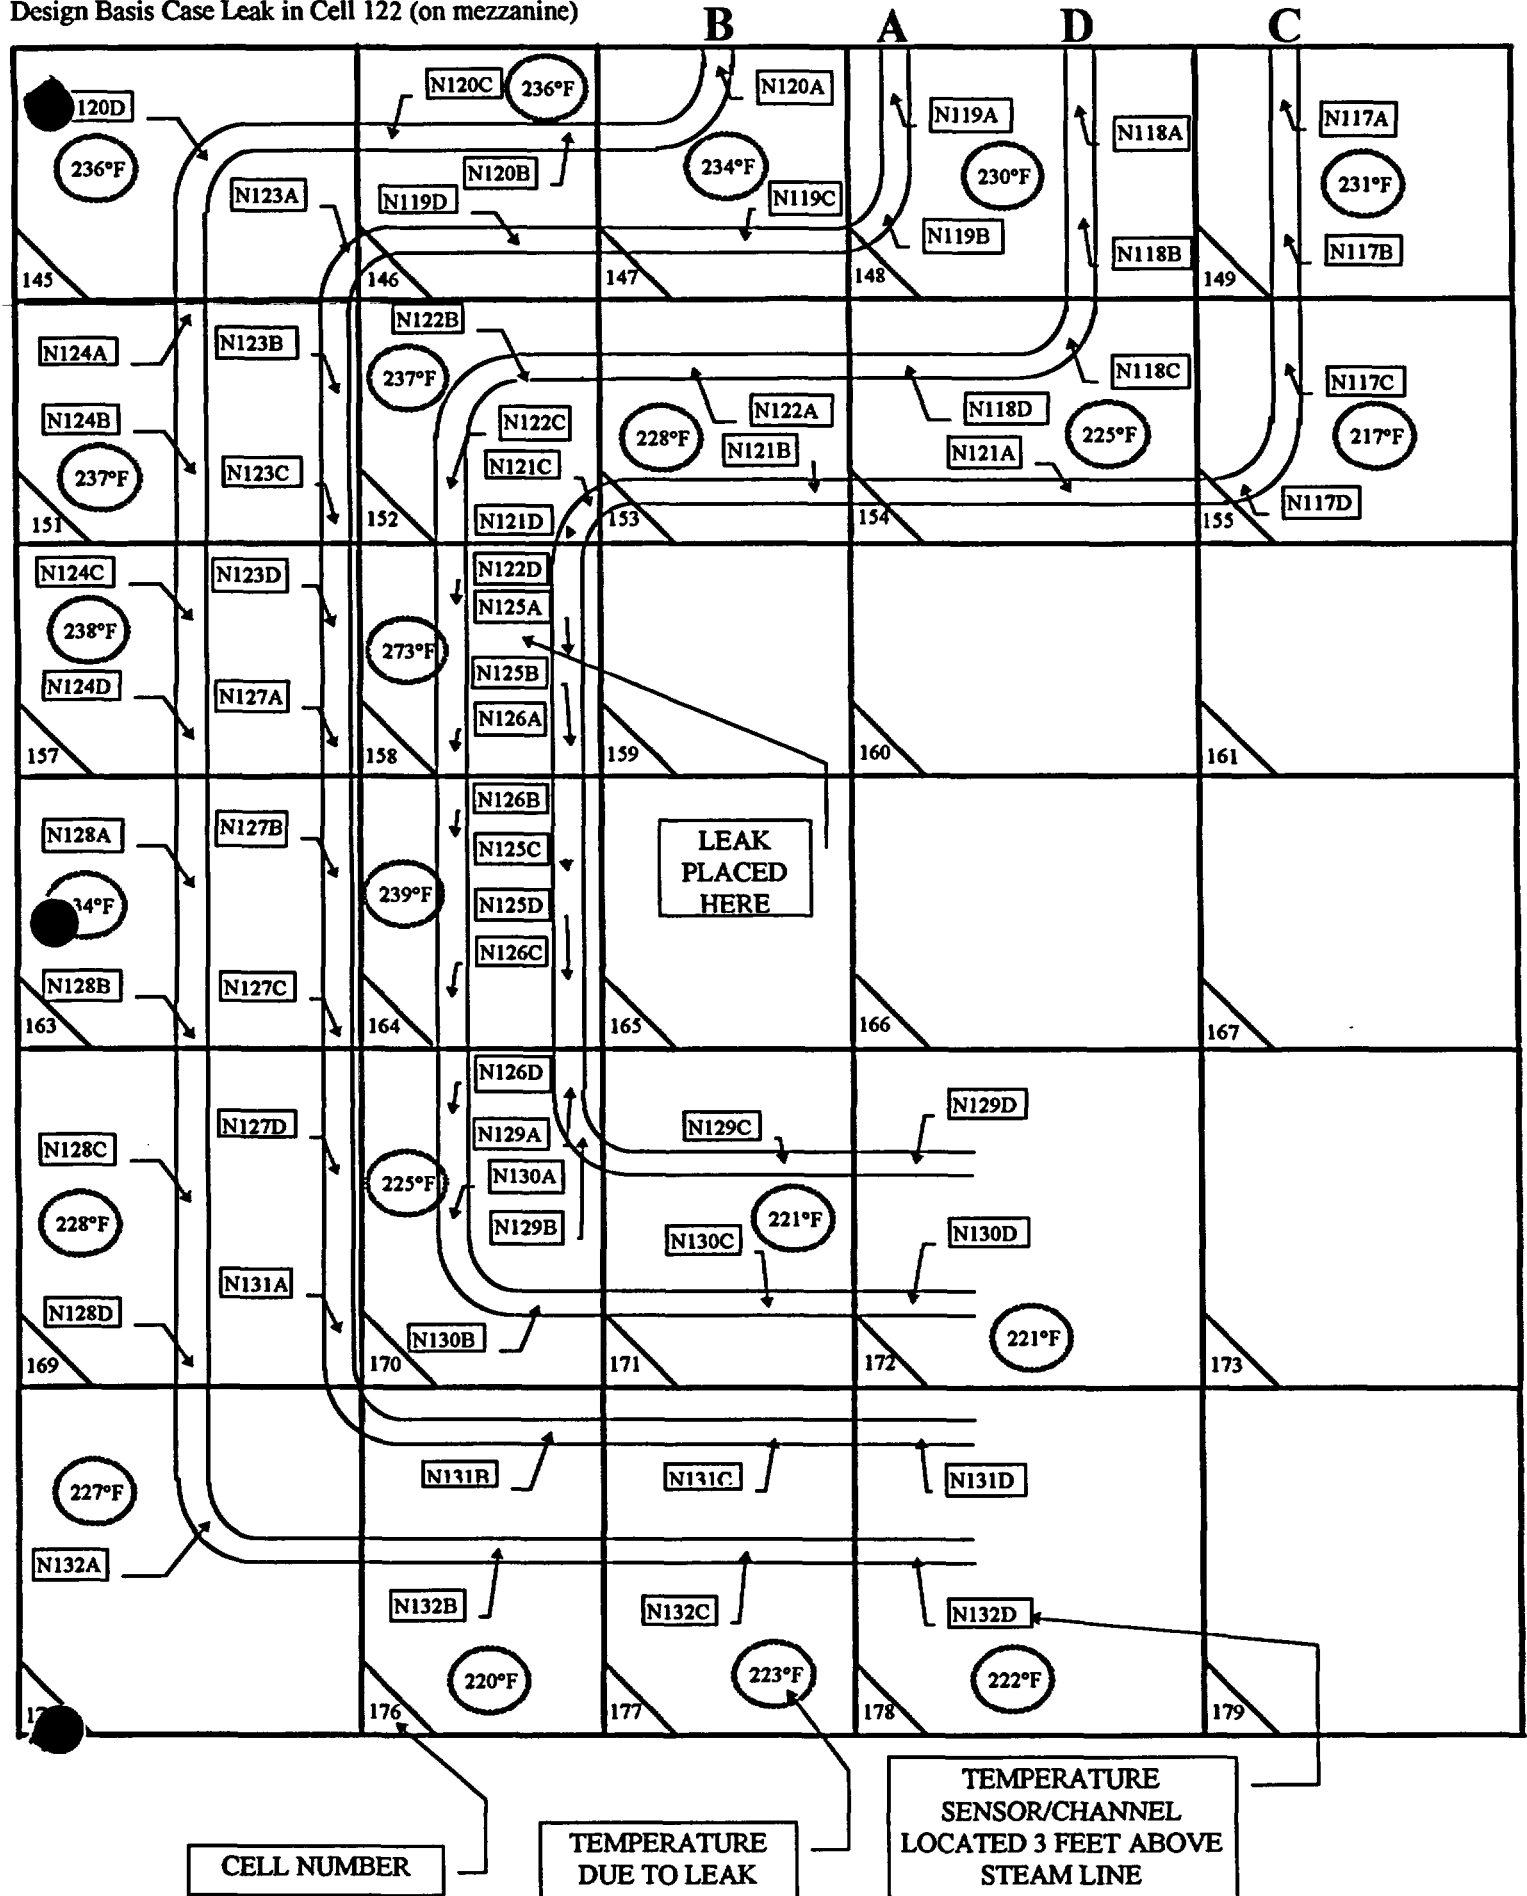 Design Basis Case Leak in Cell 122 (on mezzanine)
B
A
D
C
120D
N120C
236°F
N120A
N119A
N118A
N117A
236°F
N123A
N120B
N119D
234°F
N119C
230°F
231°F
N119B
N118B
N117B
145
146
147
148
149
N122B
N124A
N123B
237°F
N118C
N117C
N124B
N122C
N122A
N118D
228°F
N121B
225°F
217°F
237°F
N123C
N121C
N121A
N121D
N117D
151
152
153
154
155
N124C
N123D
N122D
N125A
238°F
273°F
N124D
N127A
N125B
N126A
157
158
159
160
161
N126B
N128A
N127B
N125C
LEAK
PLACED
HERE
34°F
239°F
N125D
N126C
N128B
N127C
163
164
165
166
167
N126D
N129D
N128C
N127D
N129A
N129C
225°F
N130A
228°F
N129B
221°F
N130C
N130D
N131A
N128D
N130B
221°F
169
170
171
172
173
227°F
N131B
N131C
N131D
N132A
N132B
N132C
N132D
220°F
223°F
222°F
17
176
177
178
179
CELL NUMBER
TEMPERATURE
DUE TO LEAK
TEMPERATURE
SENSOR/CHANNEL
LOCATED 3 FEET ABOVE
STEAM LINE